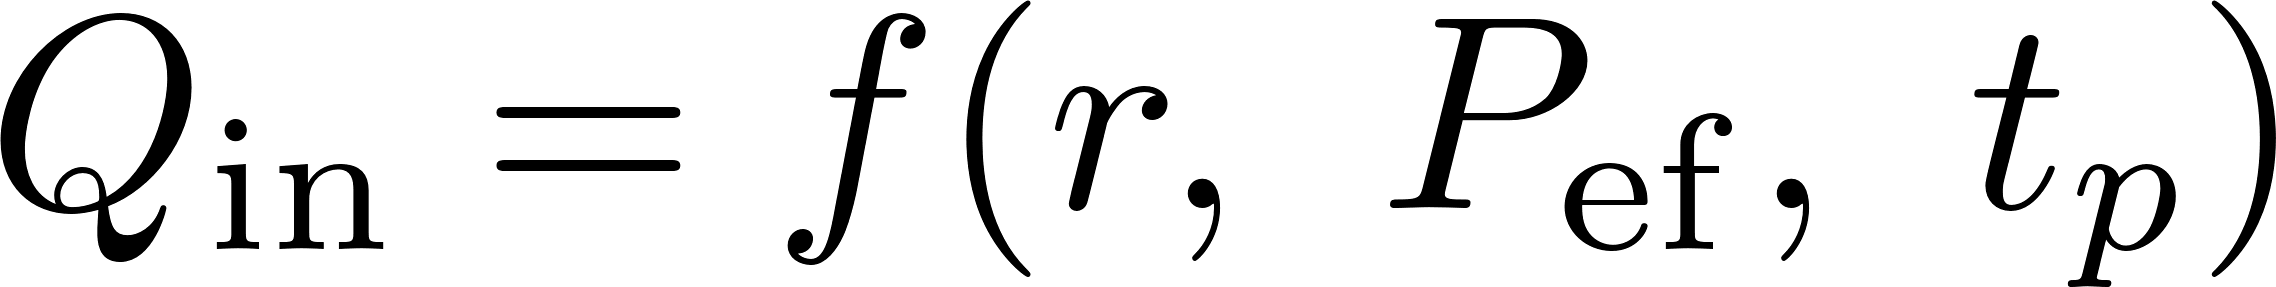 Q_in = f(r, P_ef, t_p)